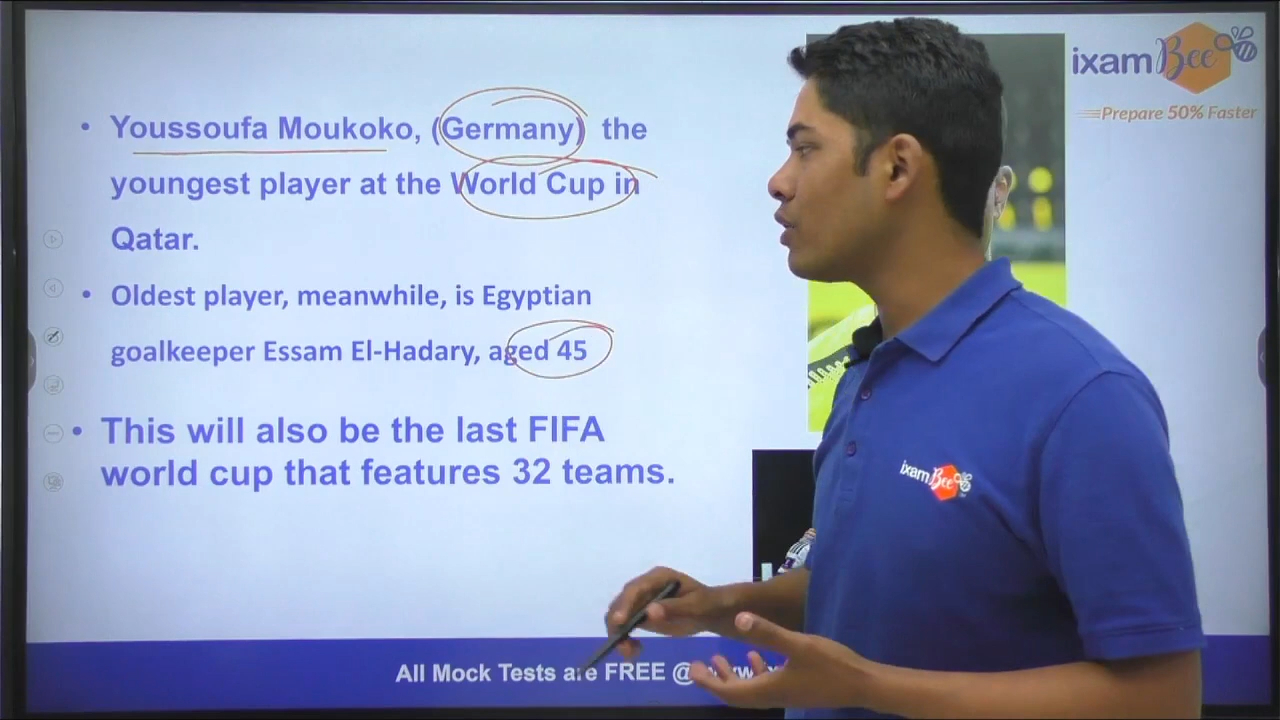 ixamBee
Prepare 50% Faster
• Youssoufa Moukoko, (Germany) the
youngest player at the World Cup in
Qatar.
• Oldest player, meanwhile, is Egyptian
goalkeeper Essam El-Hadary, aged 45
• This will also be the last FIFA
world cup that features 32 teams.
ixamBee
All Mock Tests are FREE @